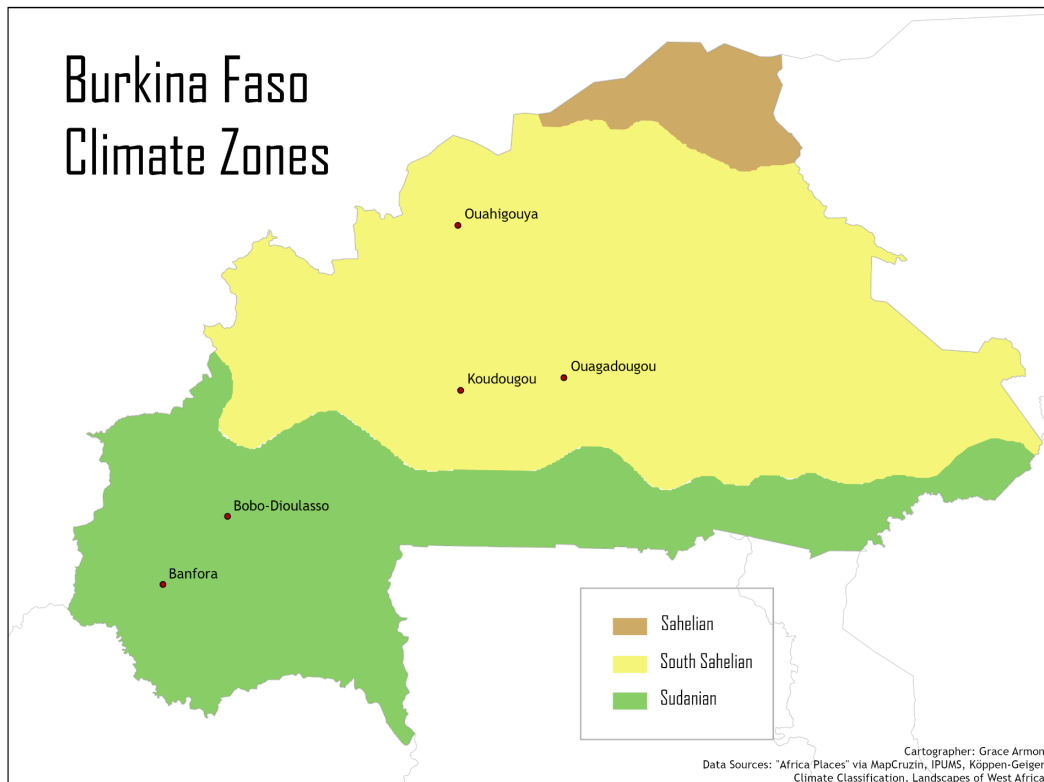 Burkina Faso
Climate Zones
Ouahigouya
Ouagadougou
Koudougou
Bobo-Dioulasso
Banfora
Sahelian
South Sahelian
Sudanian
Cartographer: Grace Armon
Data Sources: "Africa Places" via MapCruzin, IPUMS, Köppen-Geiger
Climate Classification, Landscapes of West Africa